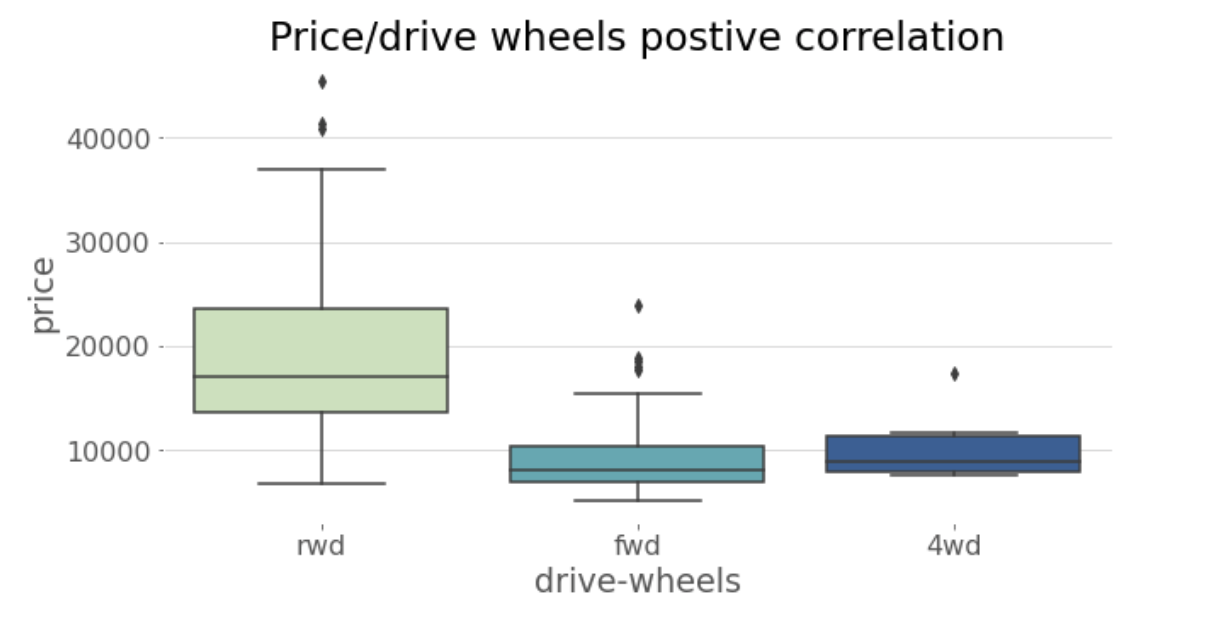 Price/drive wheels postive correlation
40000
30000
20000
10000
price
rwd
fwd
4wd
drive-wheels